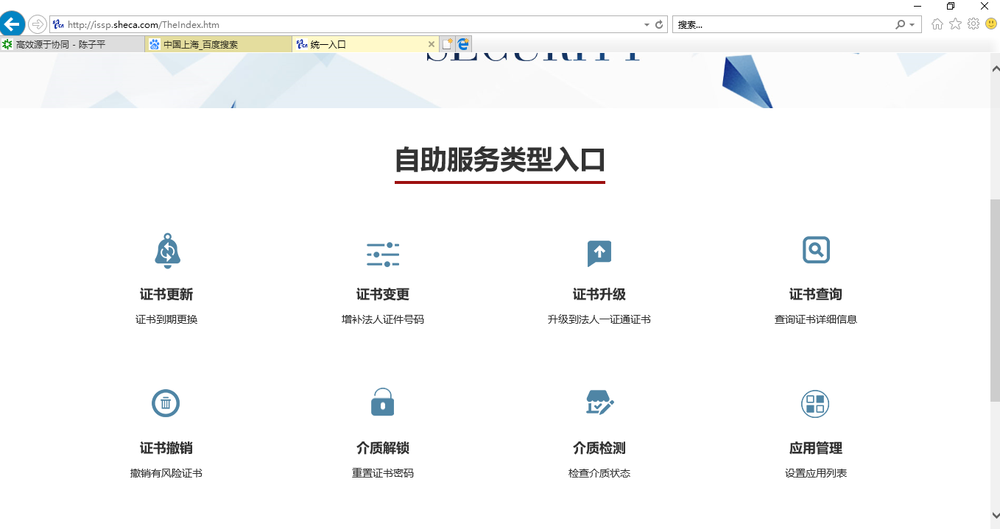 http://issp.sheca.com/TheIndex.htm
搜索...
高效源于协同 - 陈子平
中国上海_百度搜索
统一入口
SECURITY
自助服务类型入口
证书更新
证书变更
证书升级
证书查询
证书到期更换
增补法人证件号码
升级到法人一证通证书
查询证书详细信息
证书撤销
介质解锁
介质检测
应用管理
撤销有风险证书
重置证书密码
检查介质状态
设置应用列表